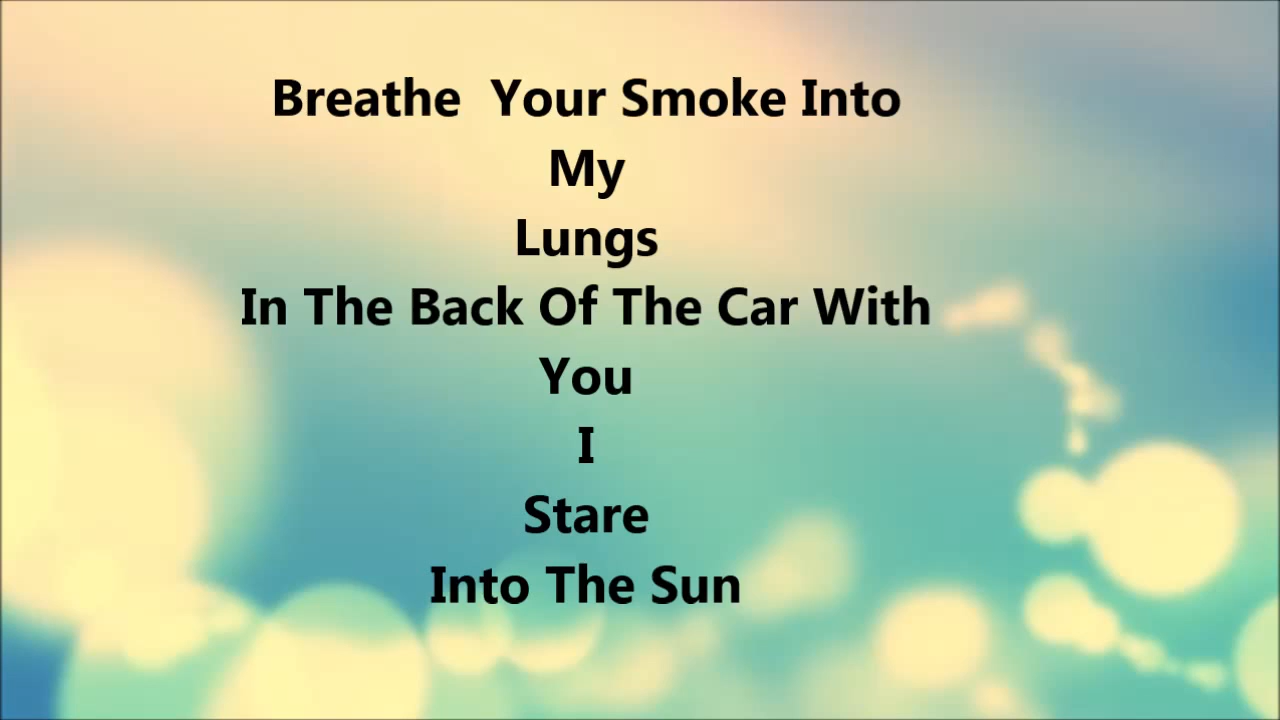 Breathe  Your Smoke Into
My
Lungs
In The Back Of The Car With
You
I
Stare
Into The Sun